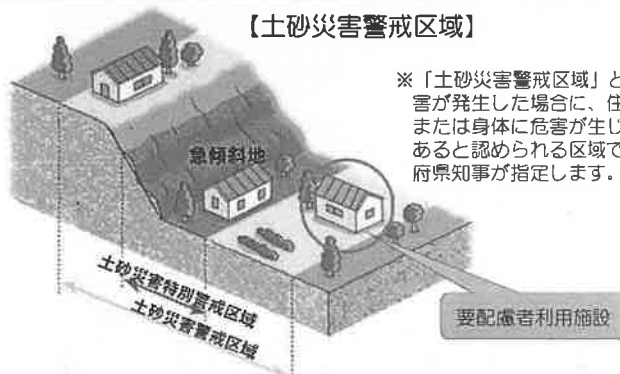 【土砂災害警戒区域】
※「土砂災害警戒区域」と
害が発生した場合に、住
または身体に危害が生じ
あると認められる区域で
府県知事が指定します。
急傾斜地
土砂災害特別警戒区域
土砂災害警戒区域
要配慮者利用施設